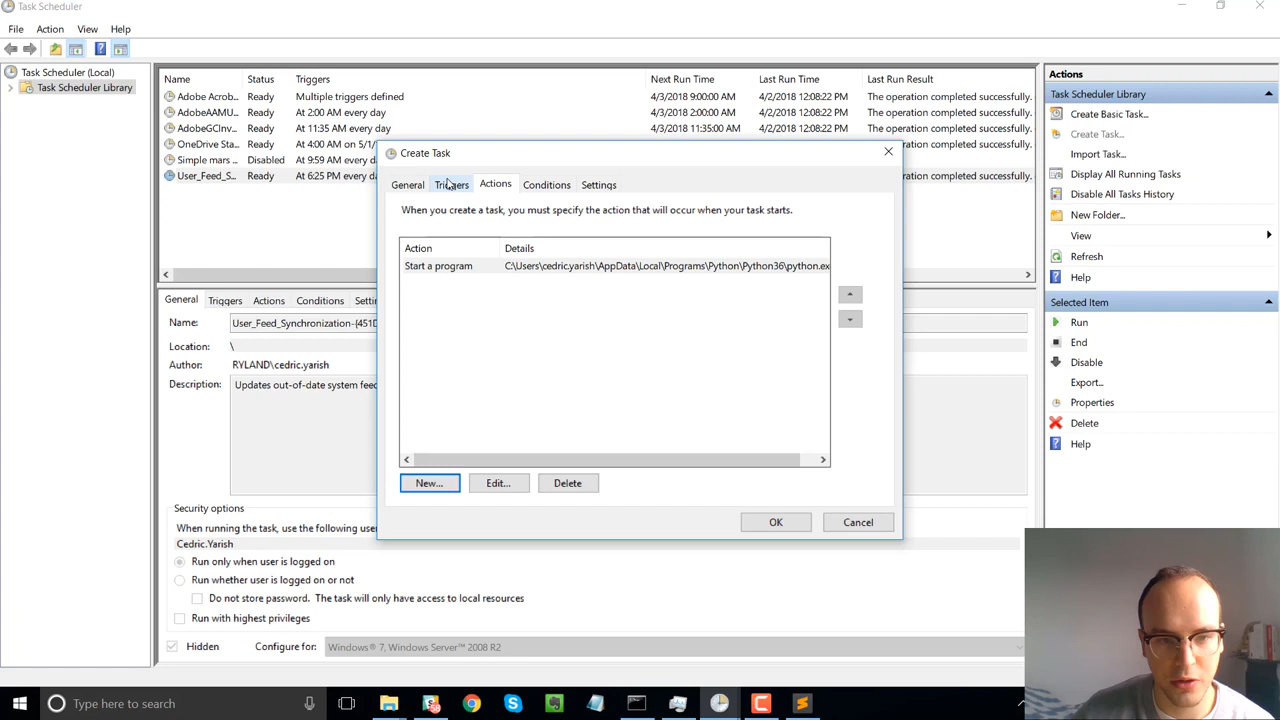 Task Scheduler
File Action View Help
Task Scheduler (Local)
Task Scheduler Library
Name Status Triggers Next Run Time Last Run Time Last Run Result
Adobe Acrob... Ready Multiple triggers defined 4/3/2018 9:00:00 AM 4/2/2018 12:08:22 PM The operation completed successfully.
AdobeAAMU... Ready At 2:00 AM every day 4/3/2018 2:00:00 AM 4/2/2018 12:08:22 PM The operation completed successfully.
AdobeGCInv... Ready At 11:35 AM every day 4/3/2018 11:35:00 AM 4/2/2018 12:08:22 PM The operation completed successfully.
OneDrive Sta... Ready At 4:00 AM on 5/1/ :22 PM The operation completed successfully.
Simple mars ... Disabled At 9:59 AM every d The operation completed successfully.
User_Feed_S... Ready At 6:25 PM every da The operation completed successfully.
Create Task
General Triggers Actions Conditions Settings
When you create a task, you must specify the action that will occur when your task starts.
Action Details
Start a program C:\Users\cedric.yarish\AppData\Local\Programs\Python\Python36\python.ex
New... Edit... Delete
OK Cancel
General Triggers Actions Conditions Setti
Name: User_Feed_Synchronization-{451D
Location: \
Author: RYLAND\cedric.yarish
Description: Updates out-of-date system feed
Security options
When running the task, use the following user
Cedric.Yarish
Run only when user is logged on
Run whether user is logged on or not
Do not store password. The task will only have access to local resources
Run with highest privileges
Hidden Configure for: Windows® 7, Windows Server™ 2008 R2
Actions
Task Scheduler Library
Create Basic Task...
Create Task...
Import Task...
Display All Running Tasks
Disable All Tasks History
New Folder...
View
Refresh
Help
Selected Item
Run
End
Disable
Export...
Properties
Delete
Help
Type here to search